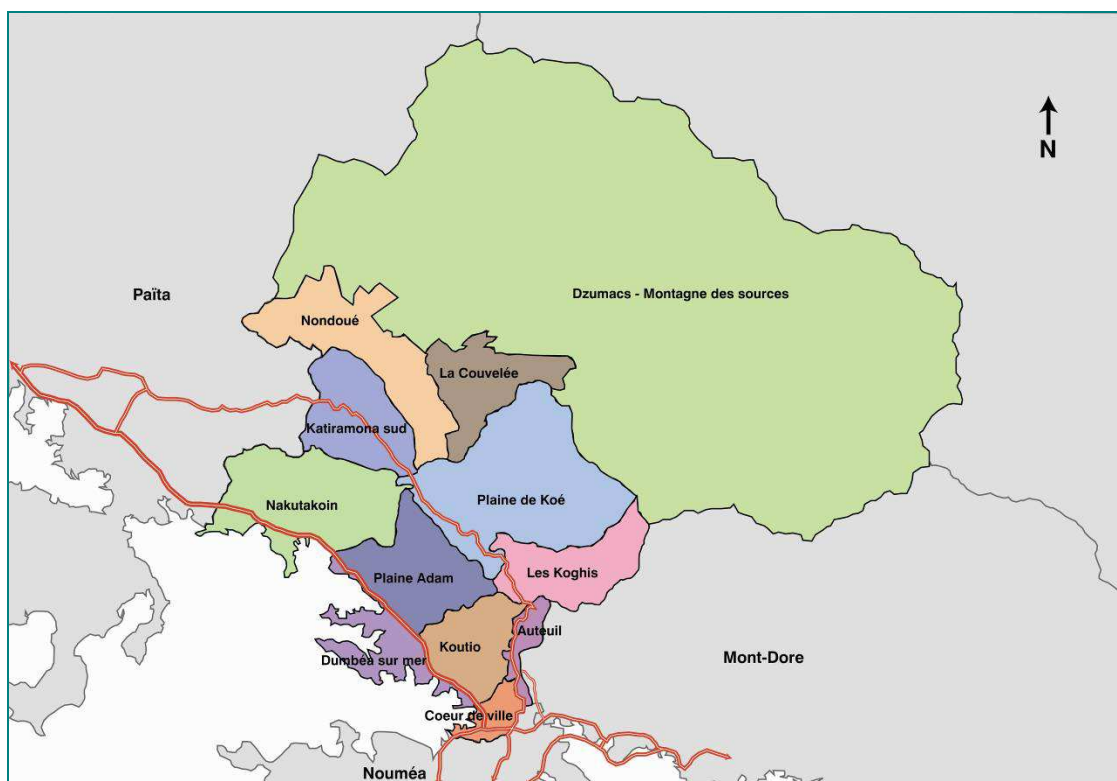 N
Païta
Dzumacs - Montagne des sources
Nondoué
La Couvelée
Katiramona sud
Nakutakoin
Plaine de Koé
Plaine Adam
Les Koghis
Auteuil
Koutio
Dumbéa sur mer
Mont-Dore
Coeur de ville
Nouméa